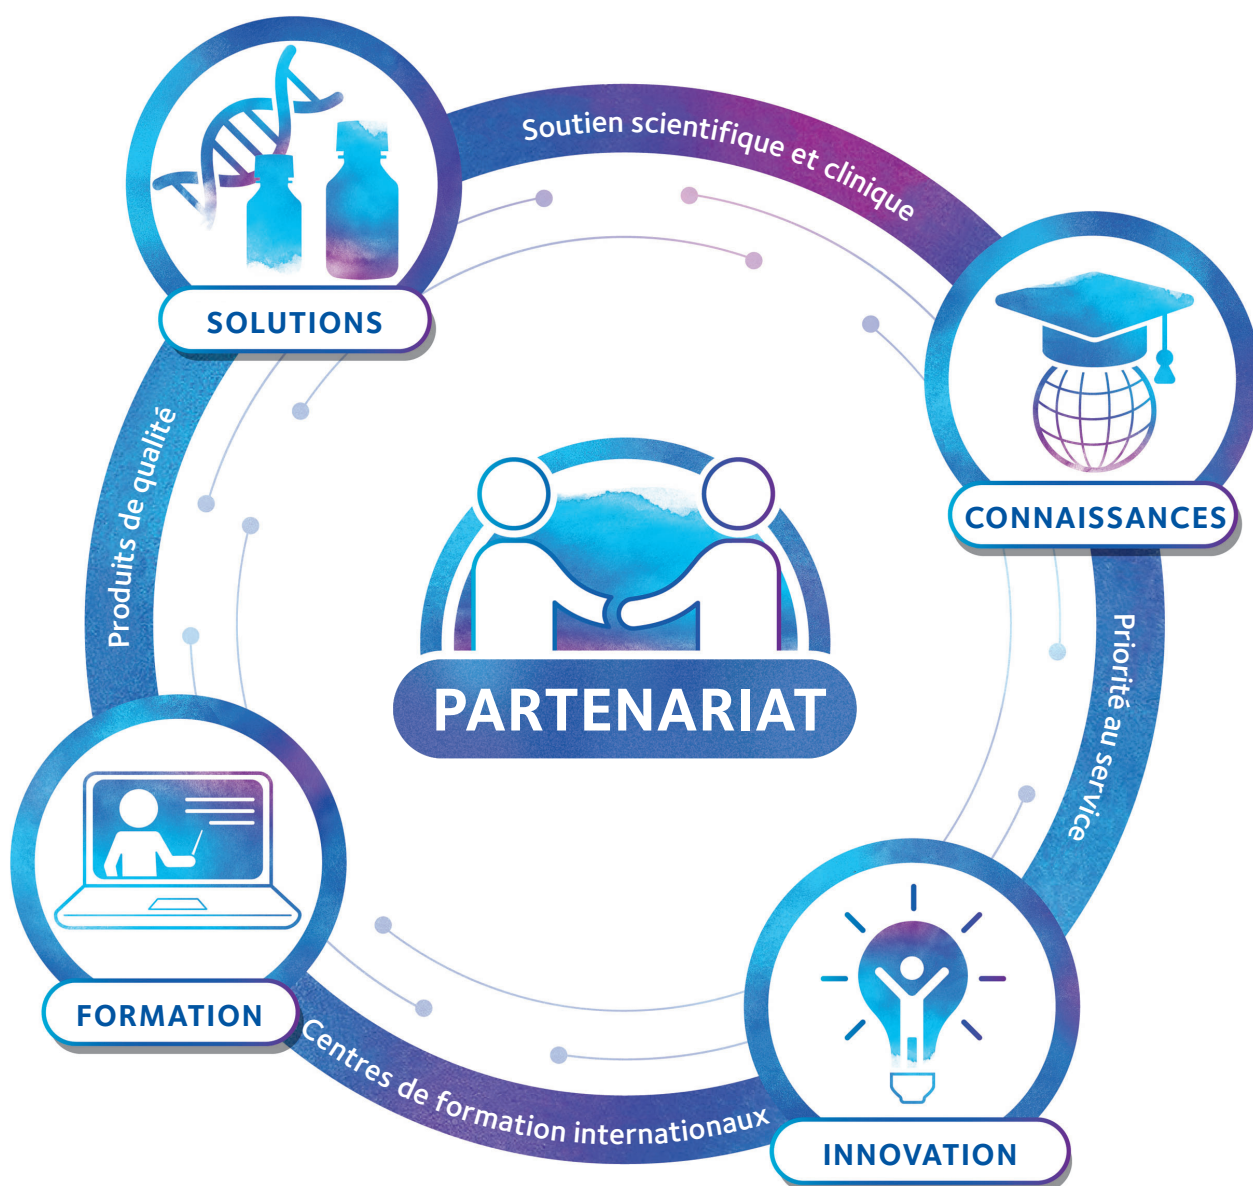 Soutien scientifique et clinique
SOLUTIONS
CONNAISSANCES
Produits de qualité
PARTENARIAT
Priorité au service
FORMATION
Centres de formation internationaux
INNOVATION